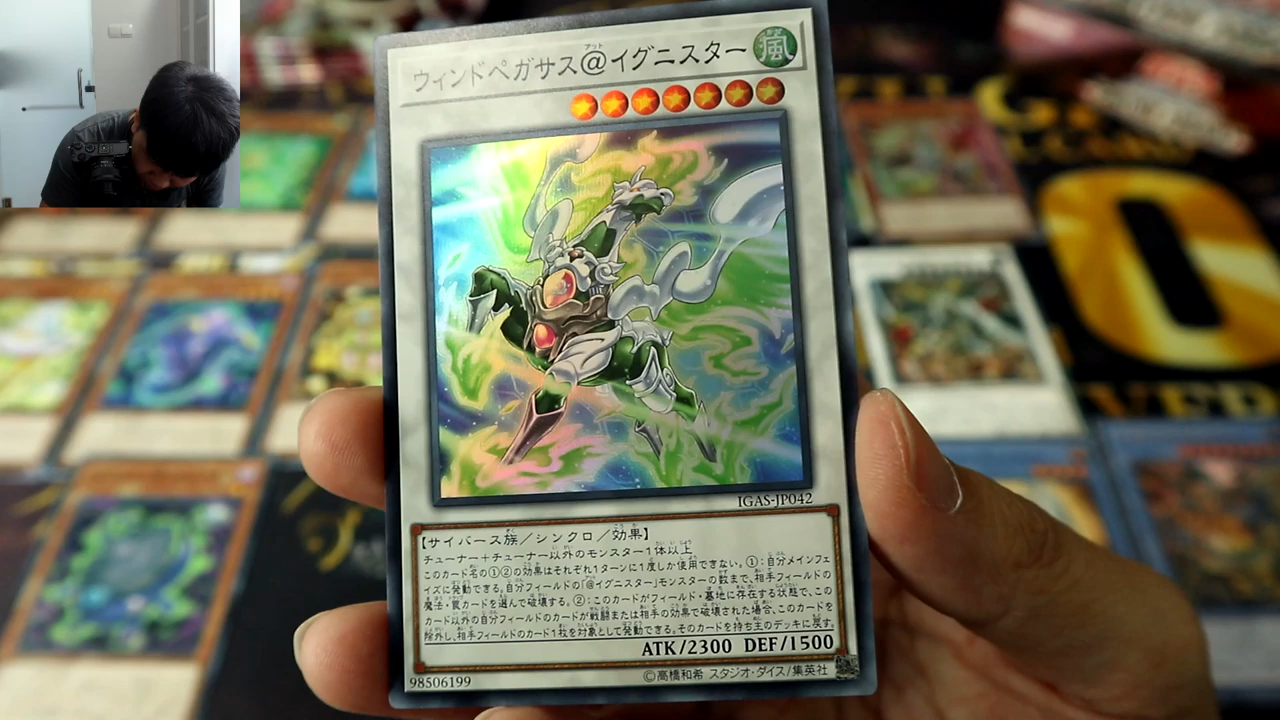 ウィンドペガサス@イグニスター
風
IGAS-JP042
【サイバース族／シンクロ／効果】
チューナー＋チューナー以外のモンスター1体以上
このカード名の①②の効果はそれぞれ1ターンに1度しか使用できない。①：自分メインフェ
イズに発動できる。自分フィールドの「@イグニスター」モンスターの数まで、相手フィールドの
魔法・罠カードを選んで破壊する。②：このカードがフィールド・墓地に存在する状態で、この
カード以外の自分フィールドのカードが戦闘または相手の効果で破壊された場合、このカードを
除外し、相手フィールドのカード1枚を対象として発動できる。そのカードを持ち主のデッキに戻す。
ATK/2300 DEF/1500
98506199
©高橋和希 スタジオ・ダイス/集英社